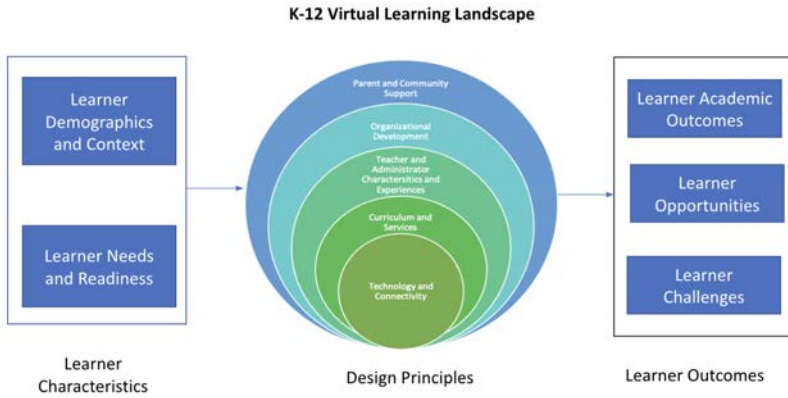 K-12 Virtual Learning Landscape
Learner
Demographics
and Context
Learner Needs
and Readiness
Learner
Characteristics
Parent and Community
Support
Organizational
Development
Teacher and
Administrator
Charactersitics and
Experiences
Curriculum and
Services
Technology and
Connectivity
Design Principles
Learner Academic
Outcomes
Learner
Opportunities
Learner
Challenges
Learner Outcomes